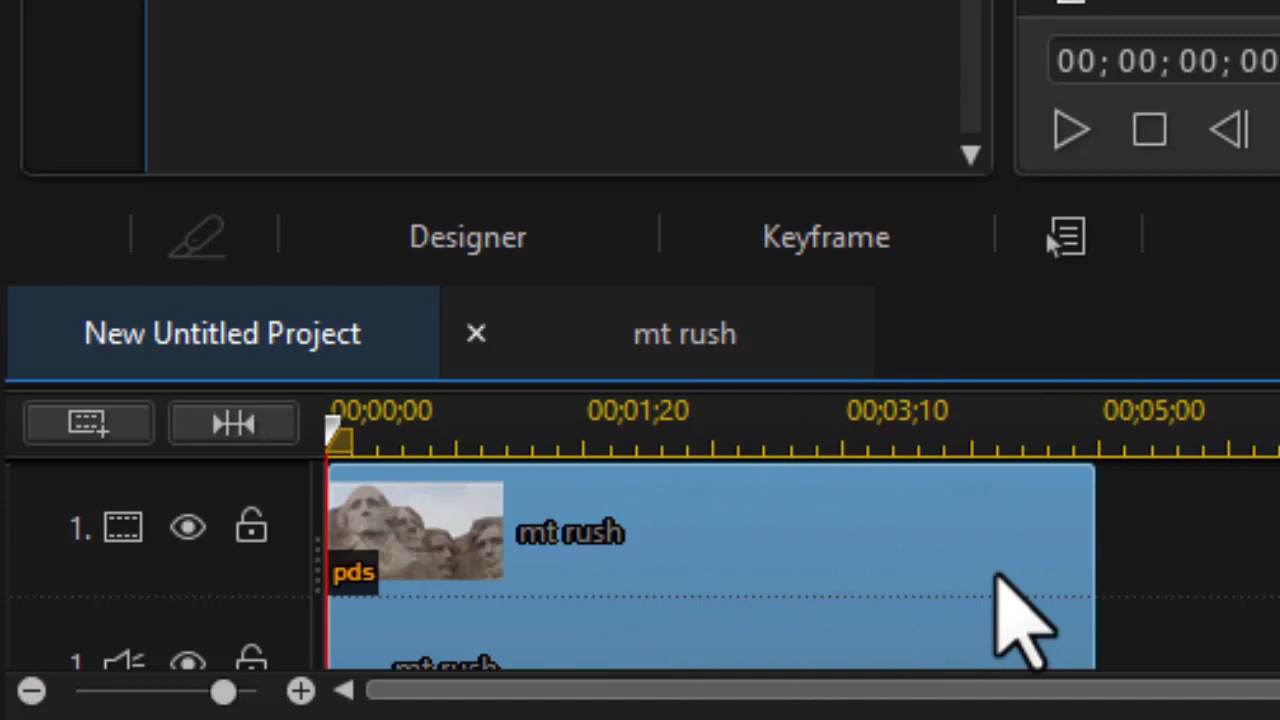 00; 00; 00; 00
Designer Keyframe
New Untitled Project mt rush
00;00;00 00;01;20 00;03;10 00;05;00
1. mt rush
pds
1 mt rush